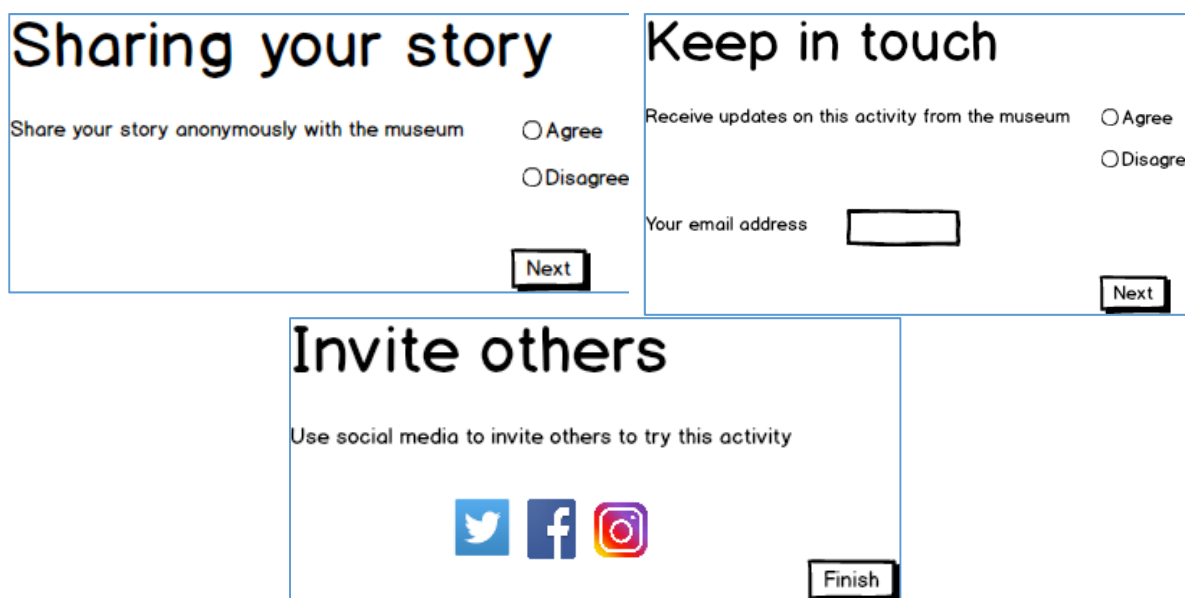 Sharing your story
Share your story anonymously with the museum
Agree
Disagree
Next
Keep in touch
Receive updates on this activity from the museum
Agree
Disagre
Your email address
Next
Invite others
Use social media to invite others to try this activity
Finish